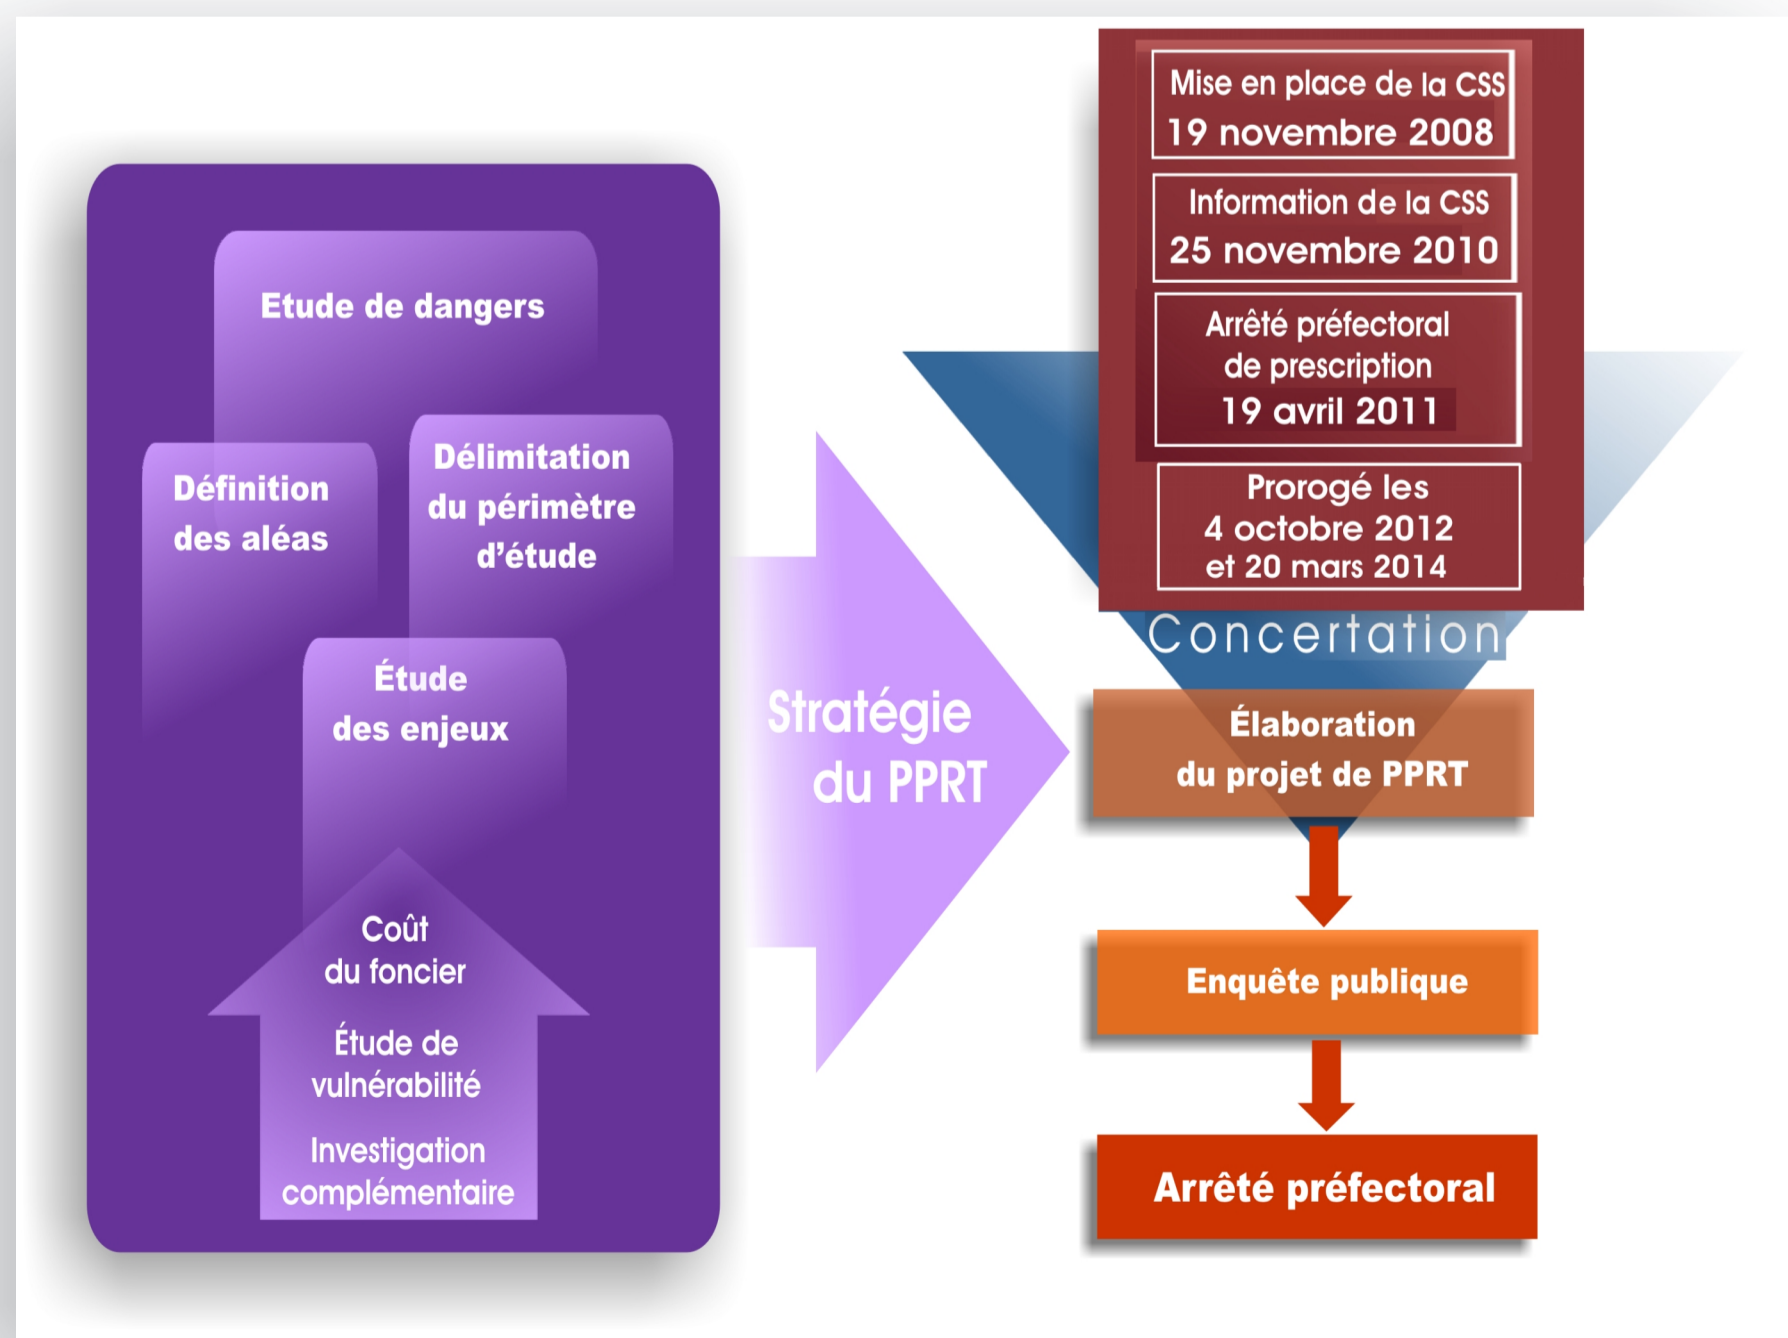 Etude de dangers
Définition
des aléas
Délimitation
du périmètre
d'étude
Étude
des enjeux
Coût
du foncier
Étude de
vulnérabilité
Investigation
complémentaire
Stratégie
du PPRT
Mise en place de la CSS
19 novembre 2008
Information de la CSS
25 novembre 2010
Arrêté préfectoral
de prescription
19 avril 2011
Prorogé les
4 octobre 2012
et 20 mars 2014
Concertation
Élaboration
du projet de PPRT
Enquête publique
Arrêté préfectoral